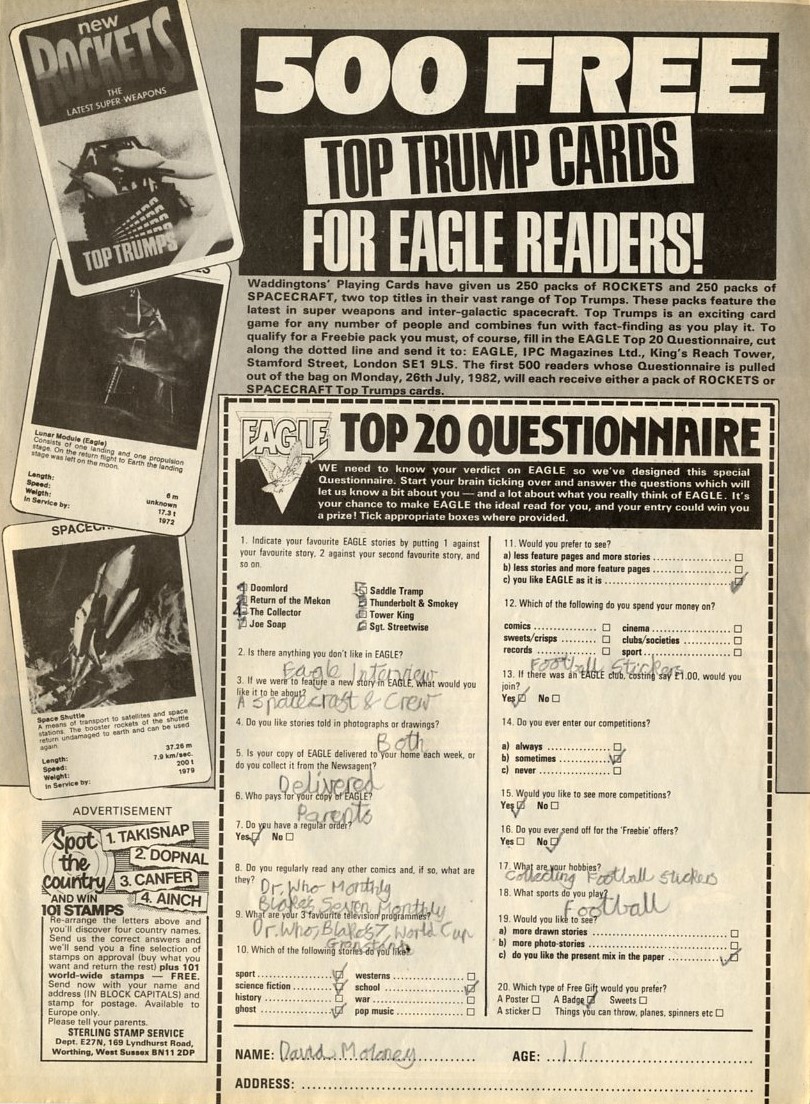 new
ROCKETS
THE
LATEST SUPER-WEAPONS
TOP TRUMPS
Lunar Module (Eagle)
Consists of one landing and one propulsion
stage. On the return flight to Earth the landing
stage was left on the moon.
Length: 6 m
Speed: unknown
Weight: 17.3 t
In Service by: 1972
Space Shuttle
A means of transport to satellites and space
stations. The booster rockets of the shuttle
return undamaged to earth and can be used
again
Length: 37.26 m
Speed: 7.9 km/sec.
Weight: 200 t
In Service by: 1979
500 FREE
TOP TRUMP CARDS
FOR EAGLE READERS!
Waddingtons' Playing Cards have given us 250 packs of ROCKETS and 250 packs of
SPACECRAFT, two top titles in their vast range of Top Trumps. These packs feature the
latest in super weapons and inter-galactic spacecraft. Top Trumps is an exciting card
game for any number of people and combines fun with fact-finding as you play it. To
qualify for a Freebie pack you must, of course, fill in the EAGLE Top 20 Questionnaire, cut
along the dotted line and send it to: EAGLE, IPC Magazines Ltd., King's Reach Tower,
Stamford Street, London SE1 9LS. The first 500 readers whose Questionnaire is pulled
out of the bag on Monday, 26th July, 1982, will each receive either a pack of ROCKETS or
SPACECRAFT Top Trumps cards.
EAGLE TOP 20 QUESTIONNAIRE
WE need to know your verdict on EAGLE so we've designed this special
Questionnaire. Start your brain ticking over and answer the questions which will
let us know a bit about you — and a lot about what you really think of EAGLE. It's
your chance to make EAGLE the ideal read for you, and your entry could win you
a prize! Tick appropriate boxes where provided.
1. Indicate your favourite EAGLE stories by putting 1 against
your favourite story, 2 against your second favourite story, and
so on.
Doomlord
Return of the Mekon
The Collector
Joe Soap
Saddle Tramp
Thunderbolt & Smokey
Tower King
Sgt. Streetwise
2. Is there anything you don't like in EAGLE?
Eagle Interview
3. If we were to feature a new story in EAGLE, what would you
like it to be about?
A Spacecraft & Crew
4. Do you like stories told in photographs or drawings?
Both
5. Is your copy of EAGLE delivered to your home each week, or
do you collect it from the Newsagent?
Delivered
6. Who pays for your copy of EAGLE?
Parents
7. Do you have a regular order?
Yes No
8. Do you regularly read any other comics and, if so, what are
they?
Dr. Who Monthly
Blakes Seven Monthly
9. What are your 3 favourite television programmes?
Dr. Who, Blakes 7, World Cup
Grandstand
10. Which of the following stories do you like?
sport
science fiction
history
ghost
westerns
school
war
pop music
11. Would you prefer to see?
a) less feature pages and more stories
b) less stories and more feature pages
c) you like EAGLE as it is
12. Which of the following do you spend your money on?
comics
sweets/crisps
records
cinema
clubs/societies
sport
Football Stickers
13. If there was an EAGLE club, costing say £1.00, would you
join?
Yes No
14. Do you ever enter our competitions?
a) always
b) sometimes
c) never
15. Would you like to see more competitions?
Yes No
16. Do you ever send off for the 'Freebie' offers?
Yes No
17. What are your hobbies?
Collecting Football stickers
18. What sports do you play?
Football
19. Would you like to see?
a) more drawn stories
b) more photo-stories
c) do you like the present mix in the paper
20. Which type of Free Gift would you prefer?
A Poster A Badge Sweets
A sticker Things you can throw, planes, spinners etc
NAME: David Moloney AGE: 11
ADDRESS:
ADVERTISEMENT
Spot
the
country
AND WIN
101 STAMPS
1. TAKISNAP
2. DOPNAL
3. CANFER
4. AINCH
Re-arrange the letters above and
you'll discover four country names.
Send us the correct answers and
we'll send you a fine selection of
stamps on approval (buy what you
want and return the rest) plus 101
world-wide stamps — FREE.
Send now with your name and
address (IN BLOCK CAPITALS) and
stamp for postage. Available to
Europe only.
Please tell your parents.
STERLING STAMP SERVICE
Dept. E27N, 169 Lyndhurst Road,
Worthing, West Sussex BN11 2DP